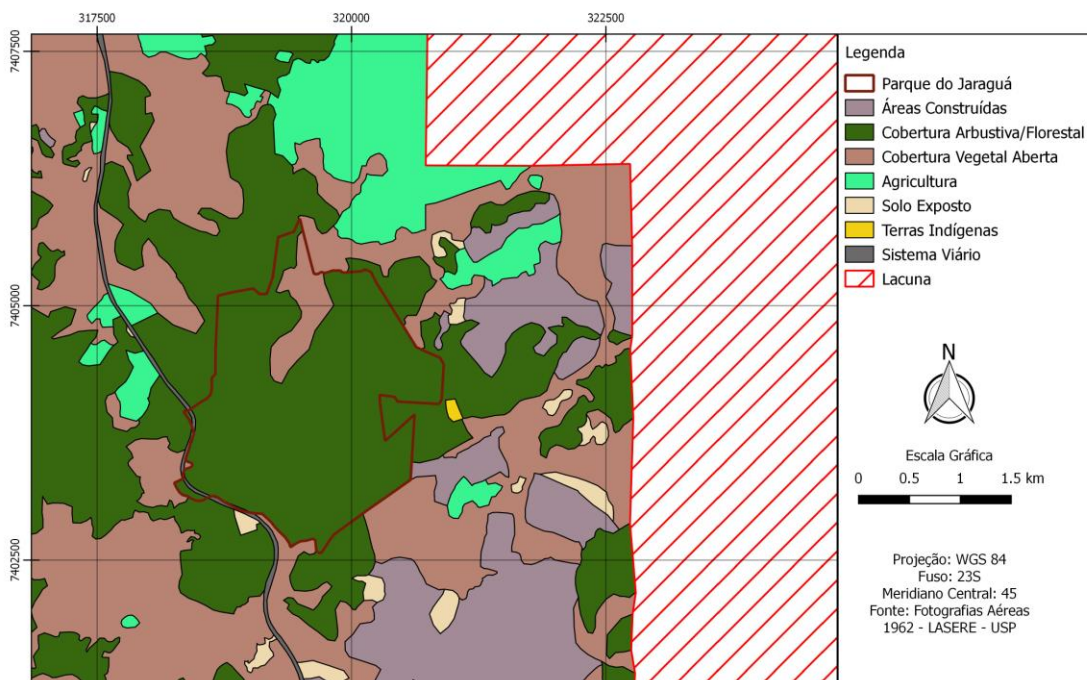 317500
320000
322500
7407500
7405000
7402500
Legenda
Parque do Jaraguá
Áreas Construídas
Cobertura Arbustiva/Florestal
Cobertura Vegetal Aberta
Agricultura
Solo Exposto
Terras Indígenas
Sistema Viário
Lacuna
N
Escala Gráfica
0 0.5 1 1.5 km
Projeção: WGS 84
Fuso: 23S
Meridiano Central: 45
Fonte: Fotografias Aéreas
1962 - LASERE - USP